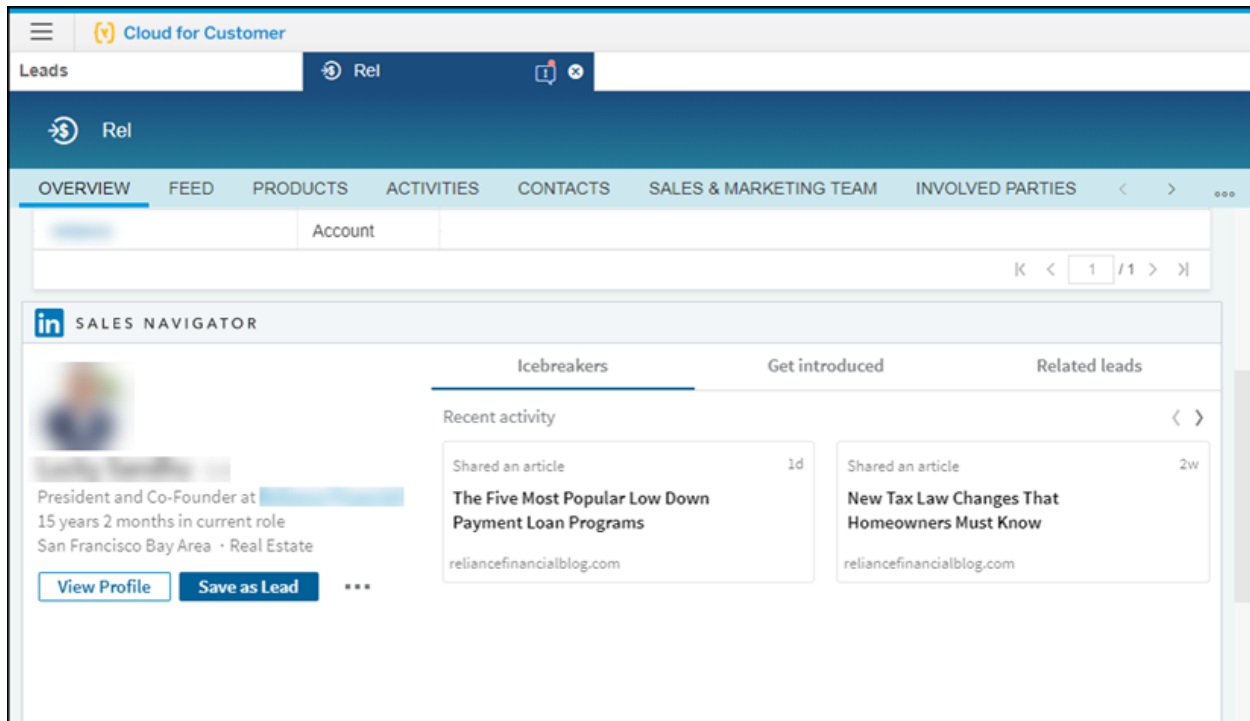 Cloud for Customer
Leads
Rel
Rel
OVERVIEW FEED PRODUCTS ACTIVITIES CONTACTS SALES & MARKETING TEAM INVOLVED PARTIES
Account
1 / 1
in SALES NAVIGATOR
Icebreakers Get introduced Related leads
Recent activity
Shared an article 1d
The Five Most Popular Low Down
Payment Loan Programs
reliancefinancialblog.com
Shared an article 2w
New Tax Law Changes That
Homeowners Must Know
reliancefinancialblog.com
President and Co-Founder at
15 years 2 months in current role
San Francisco Bay Area · Real Estate
View Profile Save as Lead